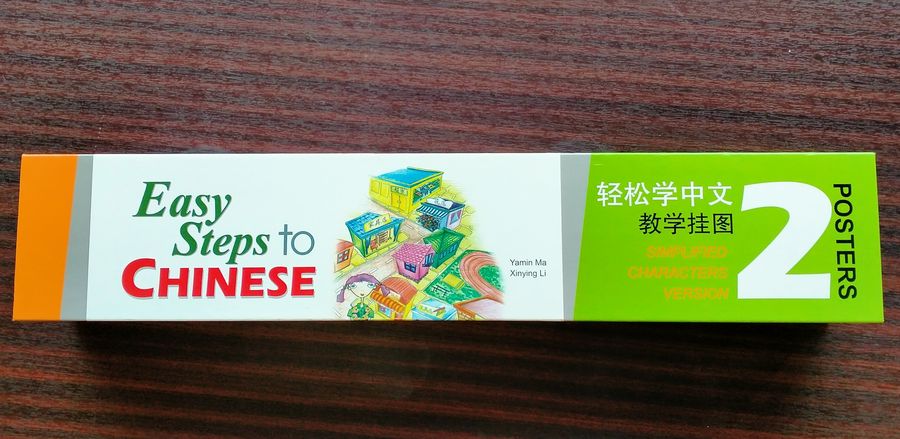 Easy
Steps to
CHINESE
Yamin Ma
Xinying Li
轻松学中文
教学挂图
SIMPLIFIED
CHARACTERS
VERSION
2
POSTERS